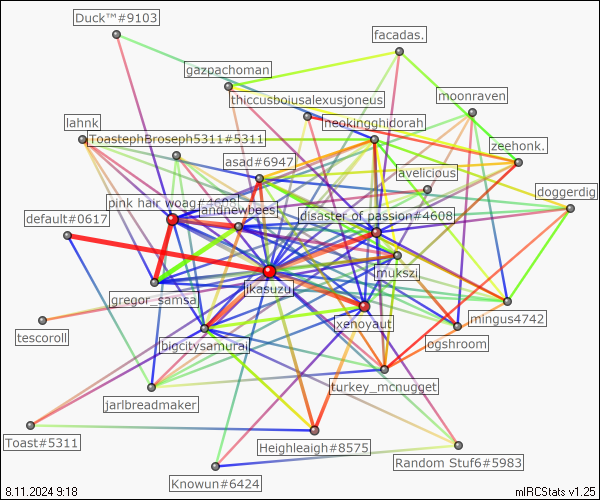 Duck™#9103
facadas.
gazpachoman
thiccusboiusalexusjoneus
moonraven
lahnk
ToastephBroseph5311#5311
neokingghidorah
zeehonk.
asad#6947
avelicious
doggerdig
default#0617
pink hair woag#4698
andnewbees
disaster of passion#4608
gregor_samsa
ikasuzu
mukszi
mingus4742
tescoroll
bigcitysamurai
xenoyaut
ogshroom
jarlbreadmaker
turkey_mcnugget
Toast#5311
Heighleaigh#8575
Knowun#6424
Random Stuf6#5983
8.11.2024 9:18
mIRCStats v1.25